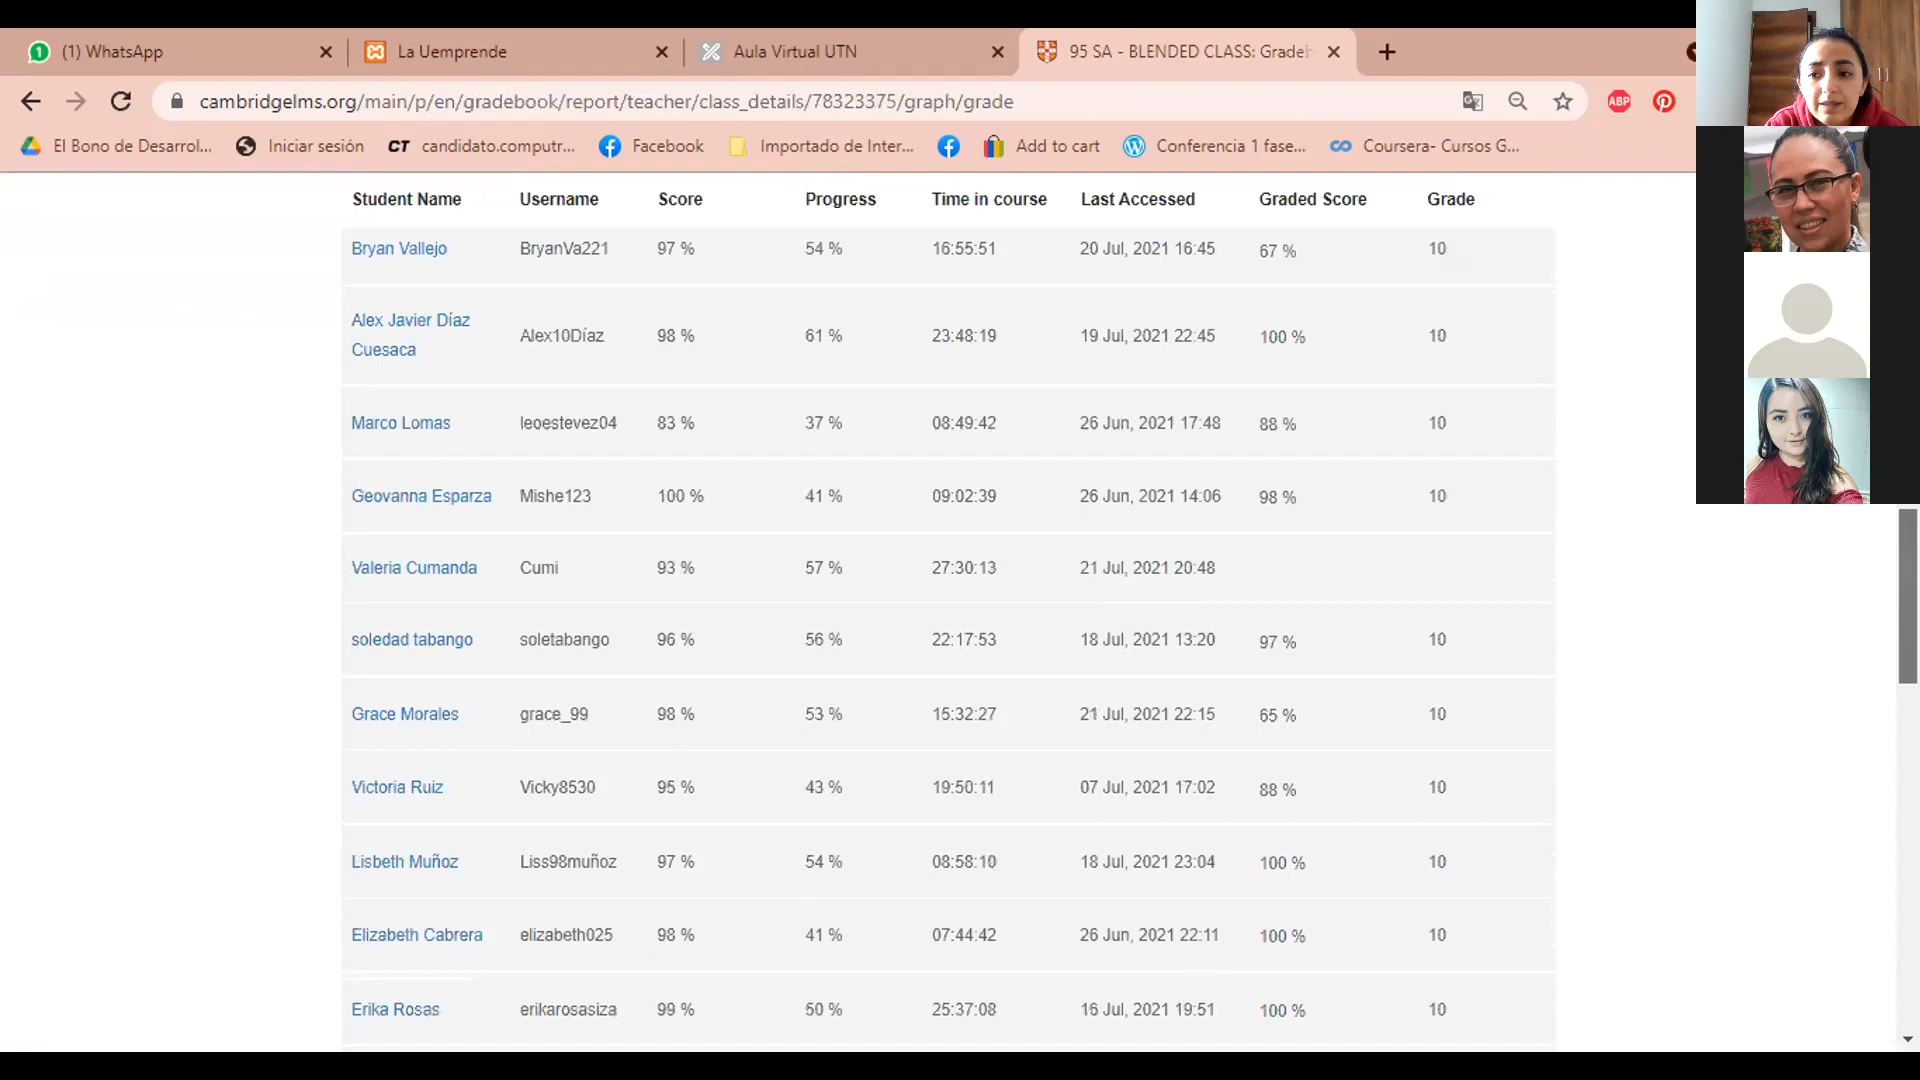 (1) WhatsApp
La Uemprende
Aula Virtual UTN
95 SA - BLENDED CLASS: Gradeb
cambridgelms.org/main/p/en/gradebook/report/teacher/class_details/78323375/graph/grade
ABP
El Bono de Desarrol... Iniciar sesión CT candidato.computr... Facebook Importado de Inter... Add to cart Conferencia 1 fase... Coursera- Cursos G...
Student Name Username Score Progress Time in course Last Accessed Graded Score Grade
Bryan Vallejo BryanVa221 97 % 54 % 16:55:51 20 Jul, 2021 16:45 67 % 10
Alex Javier Díaz
Cuesaca Alex10Díaz 98 % 61 % 23:48:19 19 Jul, 2021 22:45 100 % 10
Marco Lomas leoestevez04 83 % 37 % 08:49:42 26 Jun, 2021 17:48 88 % 10
Geovanna Esparza Mishe123 100 % 41 % 09:02:39 26 Jun, 2021 14:06 98 % 10
Valeria Cumanda Cumi 93 % 57 % 27:30:13 21 Jul, 2021 20:48
soledad tabango soletabango 96 % 56 % 22:17:53 18 Jul, 2021 13:20 97 % 10
Grace Morales grace_99 98 % 53 % 15:32:27 21 Jul, 2021 22:15 65 % 10
Victoria Ruiz Vicky8530 95 % 43 % 19:50:11 07 Jul, 2021 17:02 88 % 10
Lisbeth Muñoz Liss98muñoz 97 % 54 % 08:58:10 18 Jul, 2021 23:04 100 % 10
Elizabeth Cabrera elizabeth025 98 % 41 % 07:44:42 26 Jun, 2021 22:11 100 % 10
Erika Rosas erikarosasiza 99 % 50 % 25:37:08 16 Jul, 2021 19:51 100 % 10